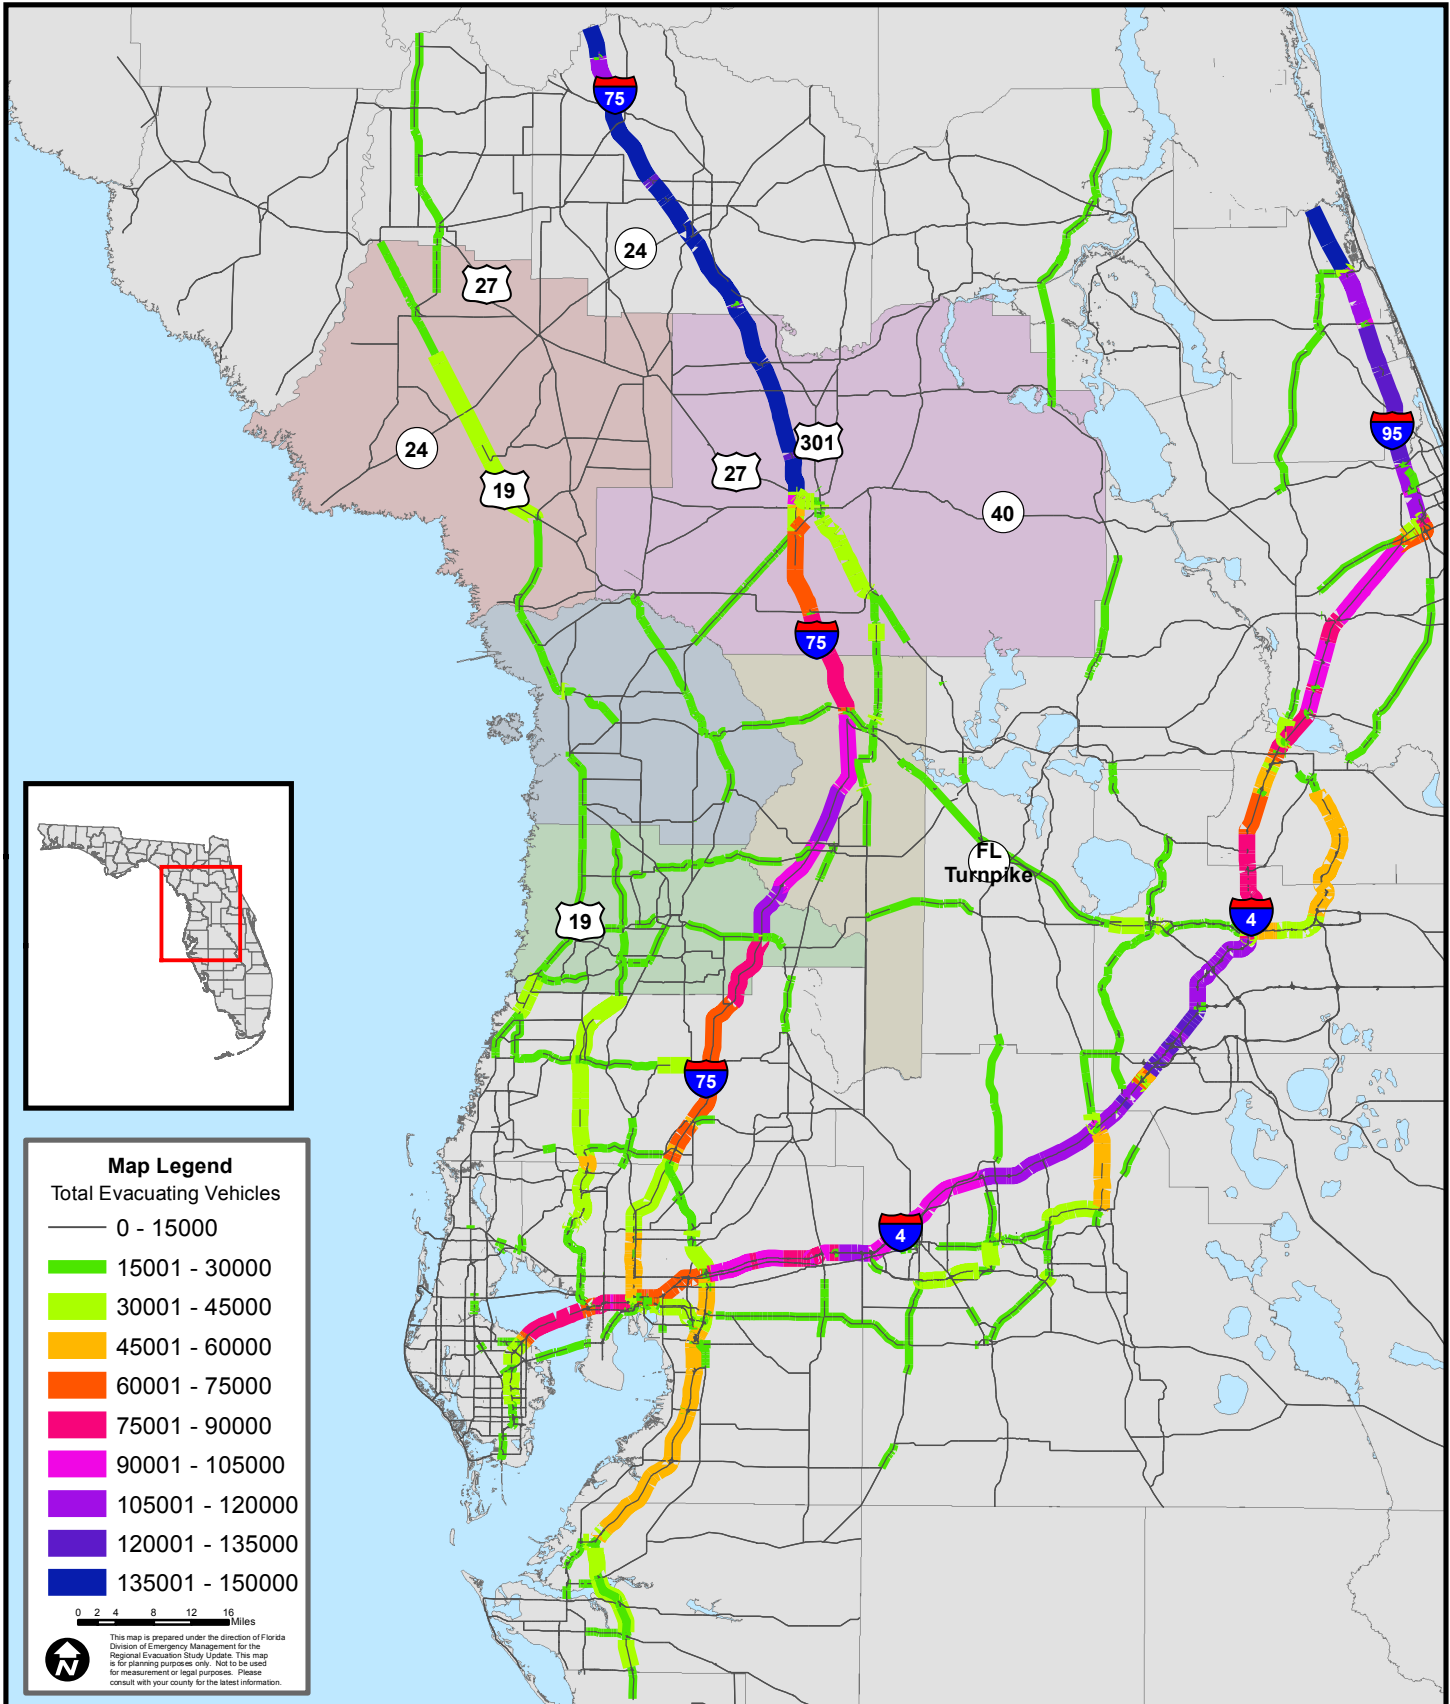 75
24
27
95
301
24
27
19
40
75
FL
Turnpike
4
19
75
4
Map Legend
Total Evacuating Vehicles
0 - 15000
15001 - 30000
30001 - 45000
45001 - 60000
60001 - 75000
75001 - 90000
90001 - 105000
105001 - 120000
120001 - 135000
135001 - 150000
0 2 4 8 12 16
Miles
N
This map is prepared under the direction of Florida
Division of Emergency Management for the
Regional Evacuation Study Update. This map
is for planning purposes only. Not to be used
for measurement or legal purposes. Please
consult with your county for the latest information.